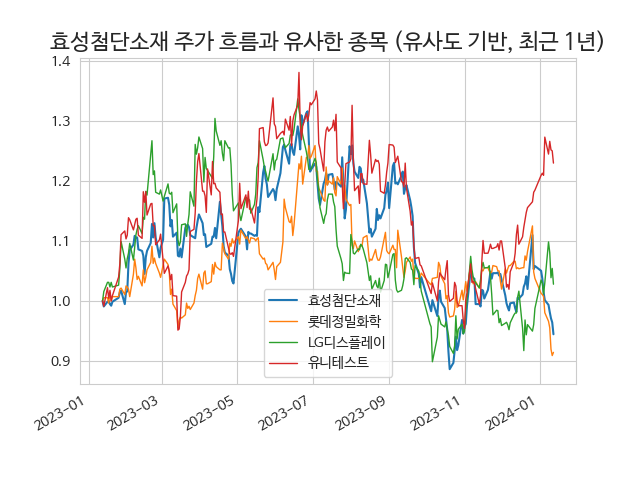 효성첨단소재 주가 흐름과 유사한 종목 (유사도 기반, 최근 1년)
1.4
1.3
1.2
1.1
1.0
0.9
효성첨단소재
롯데정밀화학
LG디스플레이
유니테스트
2023-01
2023-03
2023-05
2023-07
2023-09
2023-11
2024-01